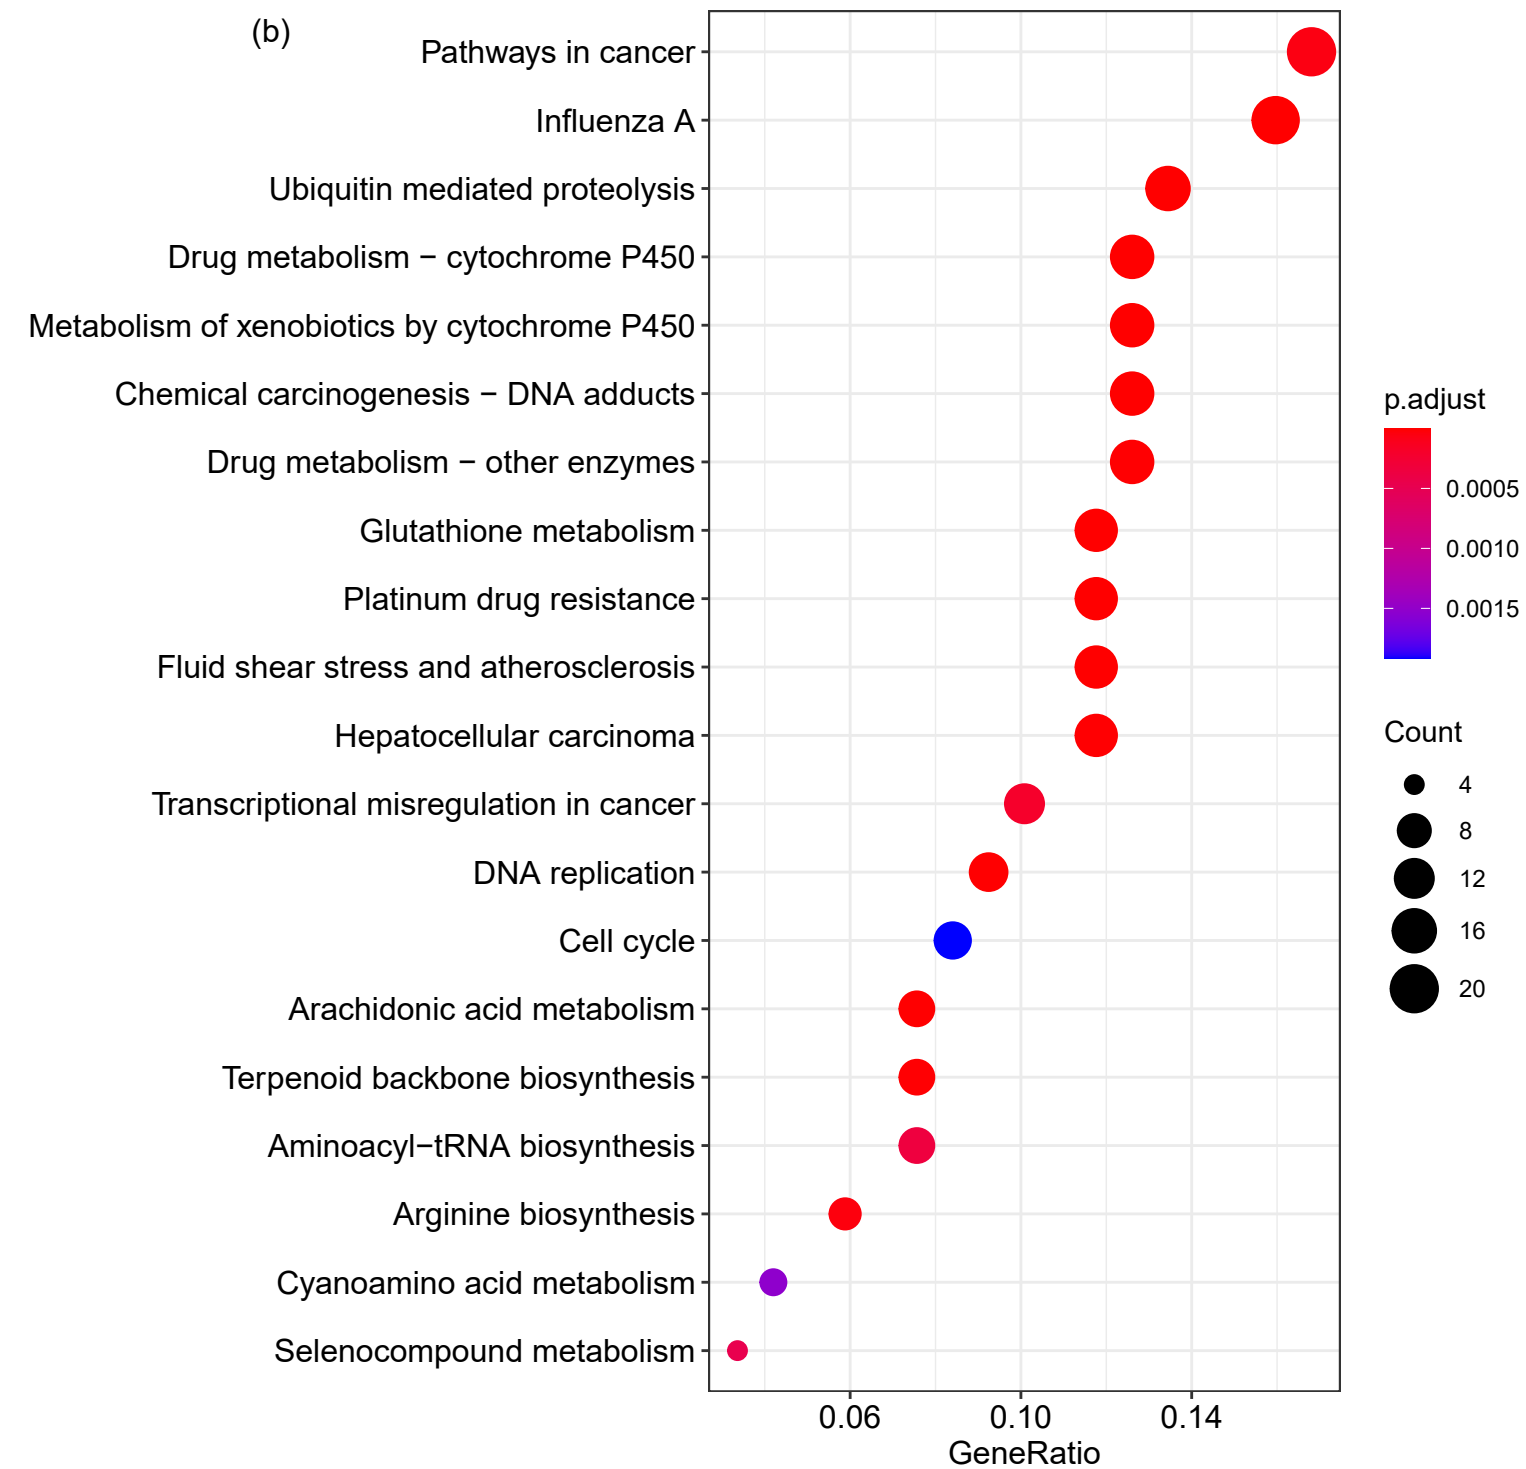 (b)
Pathways in cancer
Influenza A
Ubiquitin mediated proteolysis
Drug metabolism − cytochrome P450
Metabolism of xenobiotics by cytochrome P450
Chemical carcinogenesis − DNA adducts
Drug metabolism − other enzymes
Glutathione metabolism
Platinum drug resistance
Fluid shear stress and atherosclerosis
Hepatocellular carcinoma
Transcriptional misregulation in cancer
DNA replication
Cell cycle
Arachidonic acid metabolism
Terpenoid backbone biosynthesis
Aminoacyl−tRNA biosynthesis
Arginine biosynthesis
Cyanoamino acid metabolism
Selenocompound metabolism
0.06 0.10 0.14
GeneRatio
p.adjust
0.0005
0.0010
0.0015
Count
4
8
12
16
20